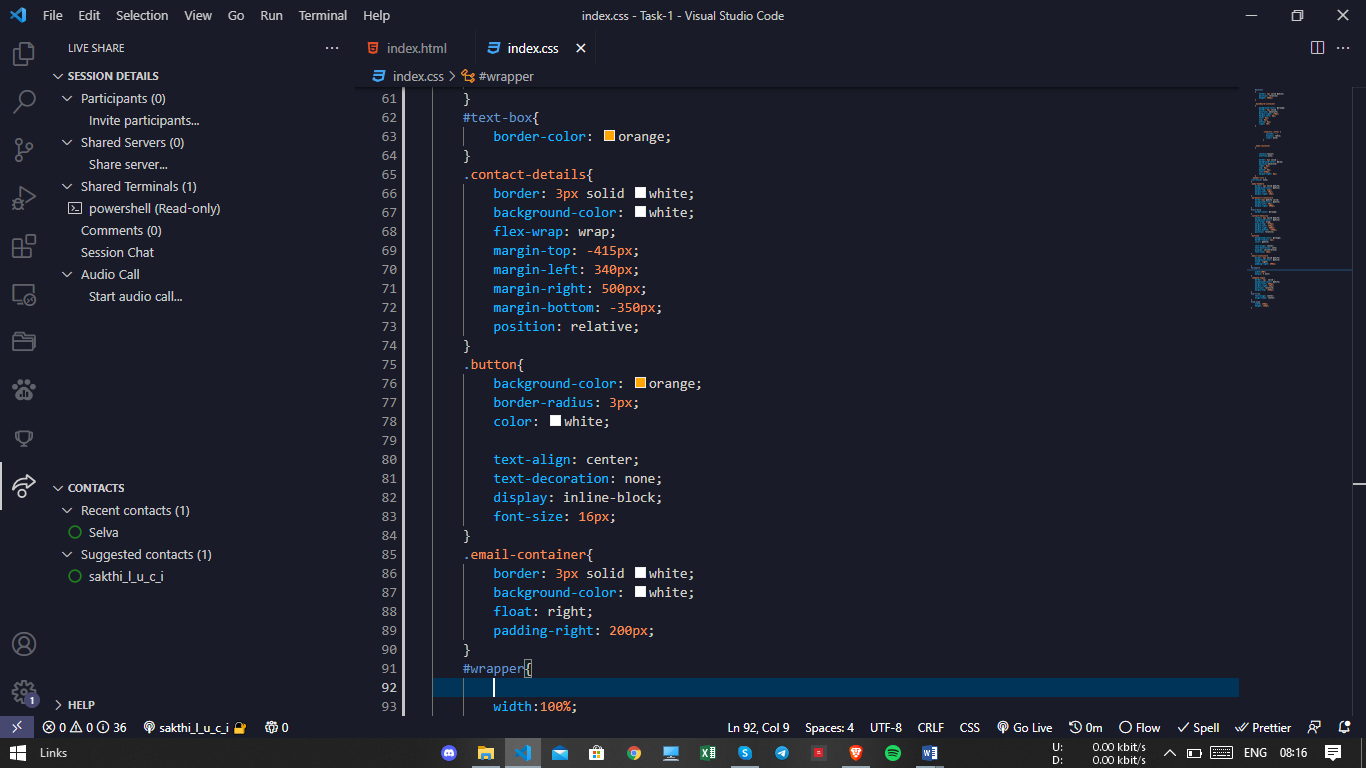 File Edit Selection View Go Run Terminal Help index.css - Task-1 - Visual Studio Code
LIVE SHARE
SESSION DETAILS
Participants (0)
Invite participants...
Shared Servers (0)
Share server...
Shared Terminals (1)
powershell (Read-only)
Comments (0)
Session Chat
Audio Call
Start audio call...
CONTACTS
Recent contacts (1)
Selva
Suggested contacts (1)
sakthi_l_u_c_i
1
HELP
index.html index.css
index.css > #wrapper
61 }
62 #text-box{
63 border-color: orange;
64 }
65 .contact-details{
66 border: 3px solid white;
67 background-color: white;
68 flex-wrap: wrap;
69 margin-top: -415px;
70 margin-left: 340px;
71 margin-right: 500px;
72 margin-bottom: -350px;
73 position: relative;
74 }
75 .button{
76 background-color: orange;
77 border-radius: 3px;
78 color: white;
79
80 text-align: center;
81 text-decoration: none;
82 display: inline-block;
83 font-size: 16px;
84 }
85 .email-container{
86 border: 3px solid white;
87 background-color: white;
88 float: right;
89 padding-right: 200px;
90 }
91 #wrapper{
92
93 width:100%;
0 0 36 sakthi_l_u_c_i 0 Ln 92, Col 9 Spaces: 4 UTF-8 CRLF CSS Go Live 0m Flow Spell Prettier
Links U: 0.00 kbit/s ENG 08:16
D: 0.00 kbit/s